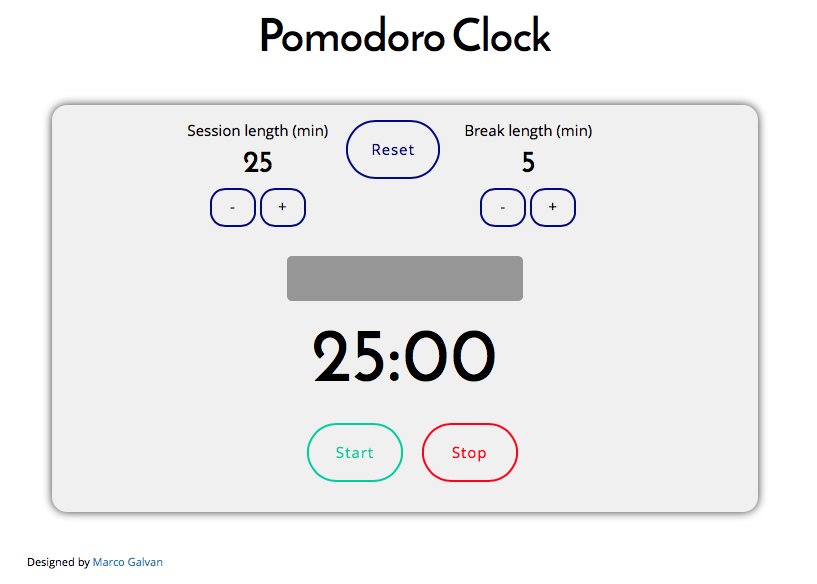 Pomodoro Clock
Session length (min)
25
- +
Reset
Break length (min)
5
- +
25:00
Start Stop
Designed by Marco Galvan